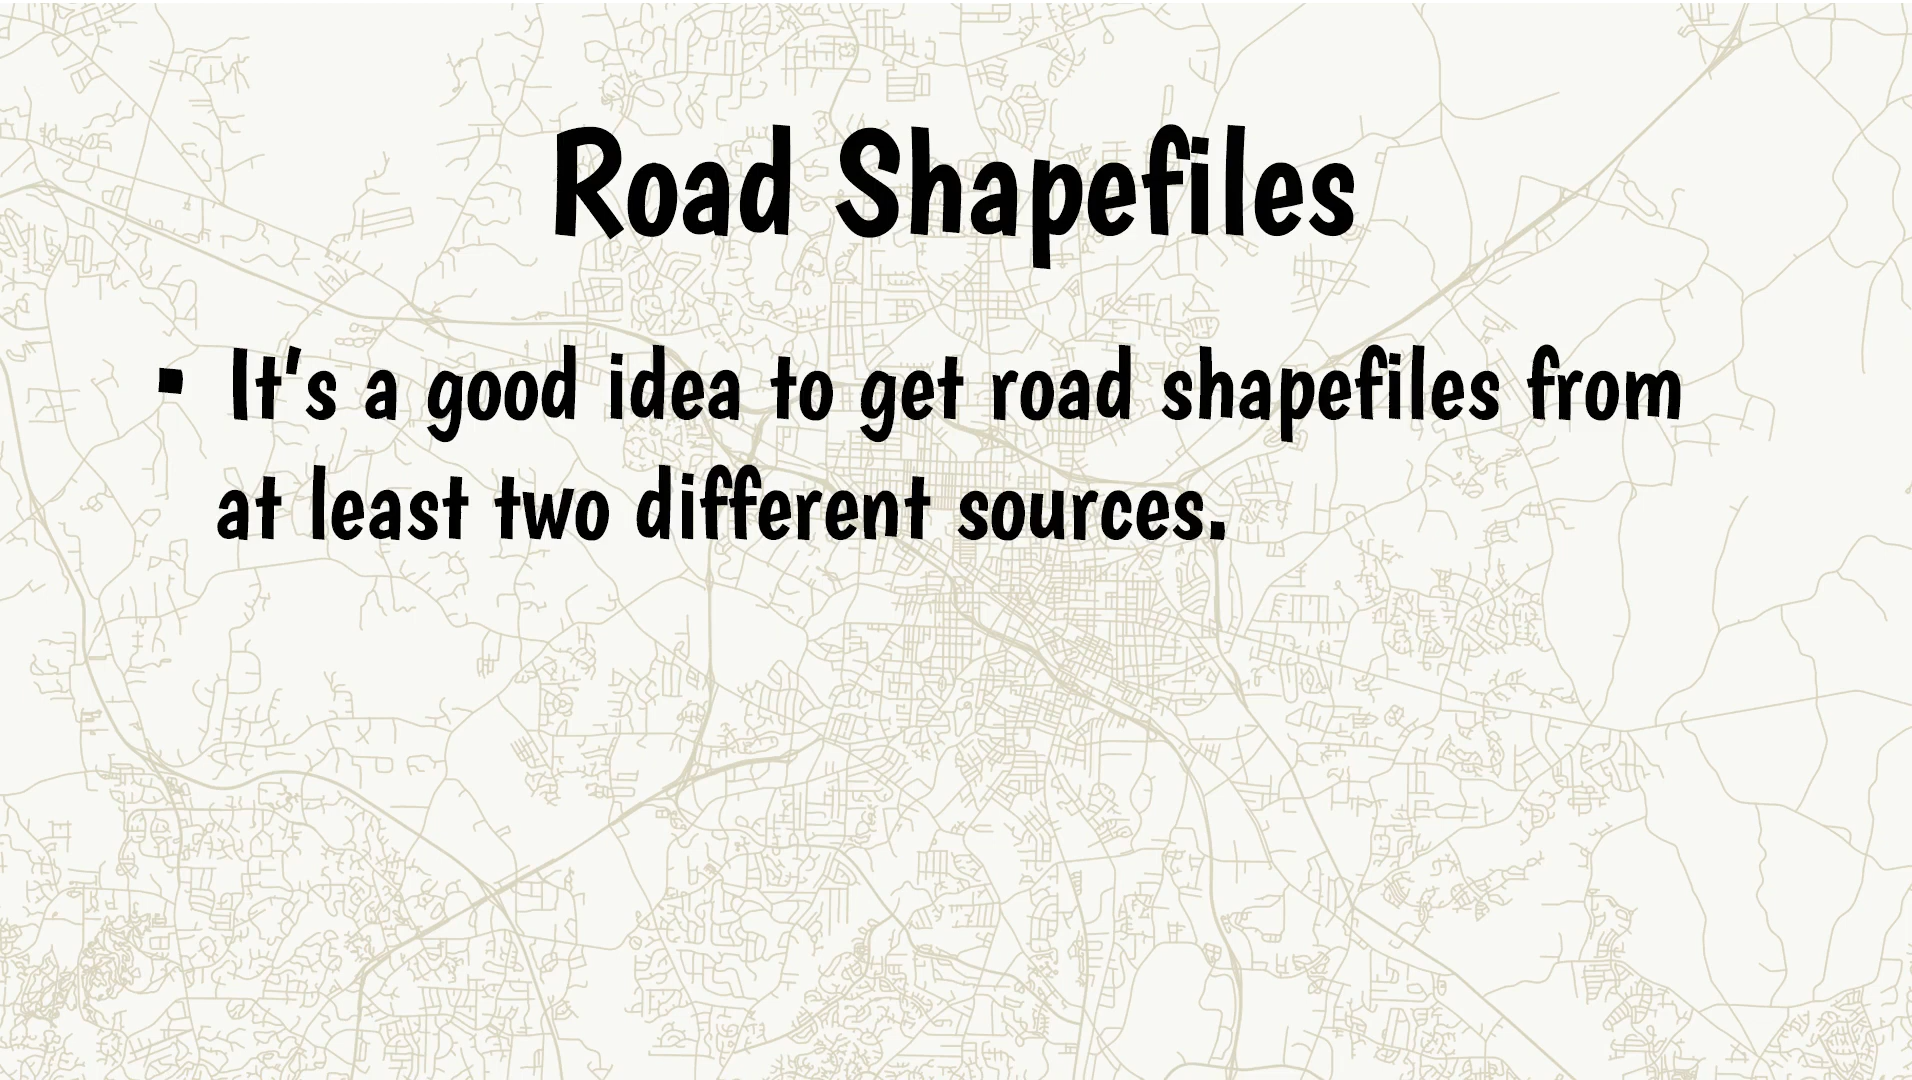 Road Shapefiles
▪ It's a good idea to get road shapefiles from
at least two different sources.